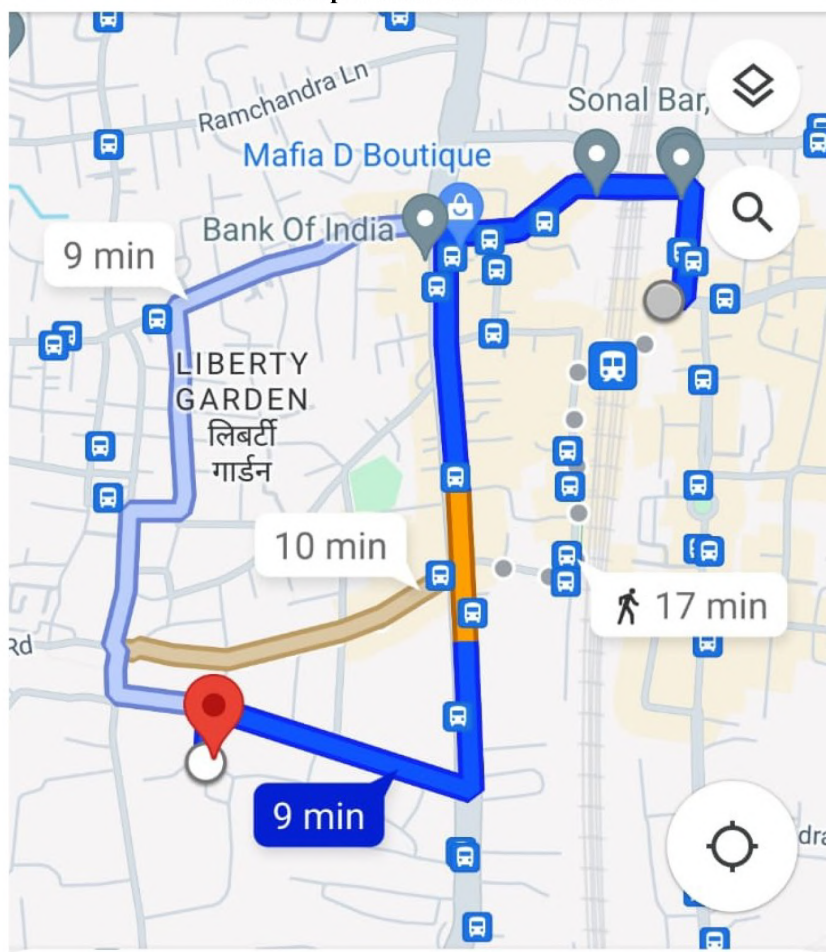 Ramchandra Ln
Sonal Bar,
Mafia D Boutique
Bank Of India
9 min
LIBERTY
GARDEN
लिबर्टी
गार्डन
10 min
17 min
Rd
9 min
dra